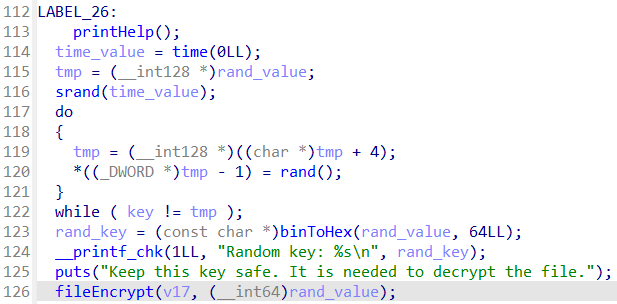 112 LABEL_26:
113     printHelp();
114   time_value = time(0LL);
115   tmp = (__int128 *)rand_value;
116   srand(time_value);
117   do
118   {
119     tmp = (__int128 *)((char *)tmp + 4);
120     *((_DWORD *)tmp - 1) = rand();
121   }
122   while ( key != tmp );
123   rand_key = (const char *)binToHex(rand_value, 64LL);
124   __printf_chk(1LL, "Random key: %s\n", rand_key);
125   puts("Keep this key safe. It is needed to decrypt the file.");
126   fileEncrypt(v17, (__int64)rand_value);